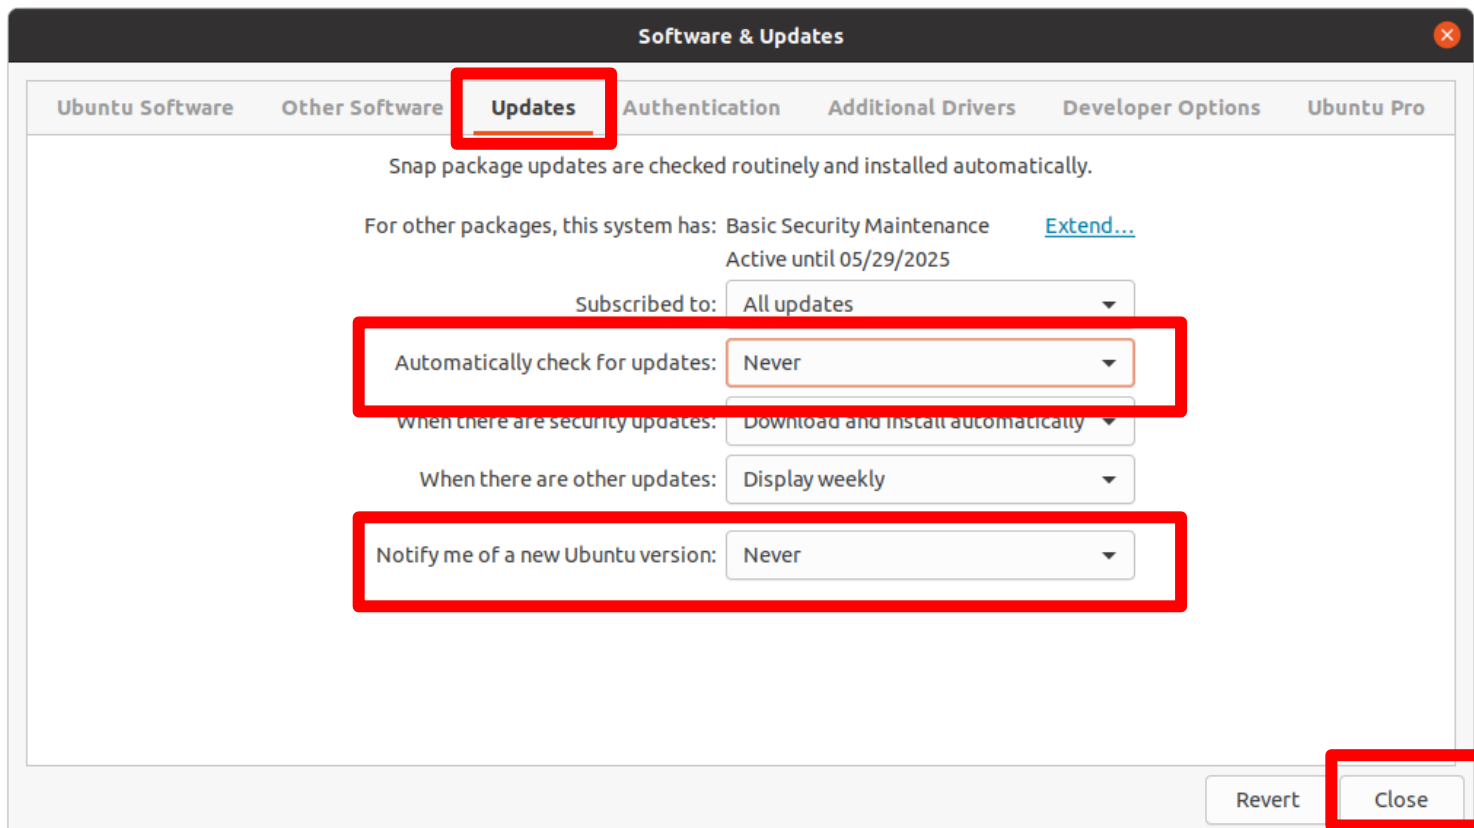 Software & Updates
Ubuntu Software Other Software Updates Authentication Additional Drivers Developer Options Ubuntu Pro
Snap package updates are checked routinely and installed automatically.
For other packages, this system has: Basic Security Maintenance Extend...
Active until 05/29/2025
Subscribed to: All updates
Automatically check for updates: Never
When there are security updates: Download and install automatically
When there are other updates: Display weekly
Notify me of a new Ubuntu version: Never
Revert Close